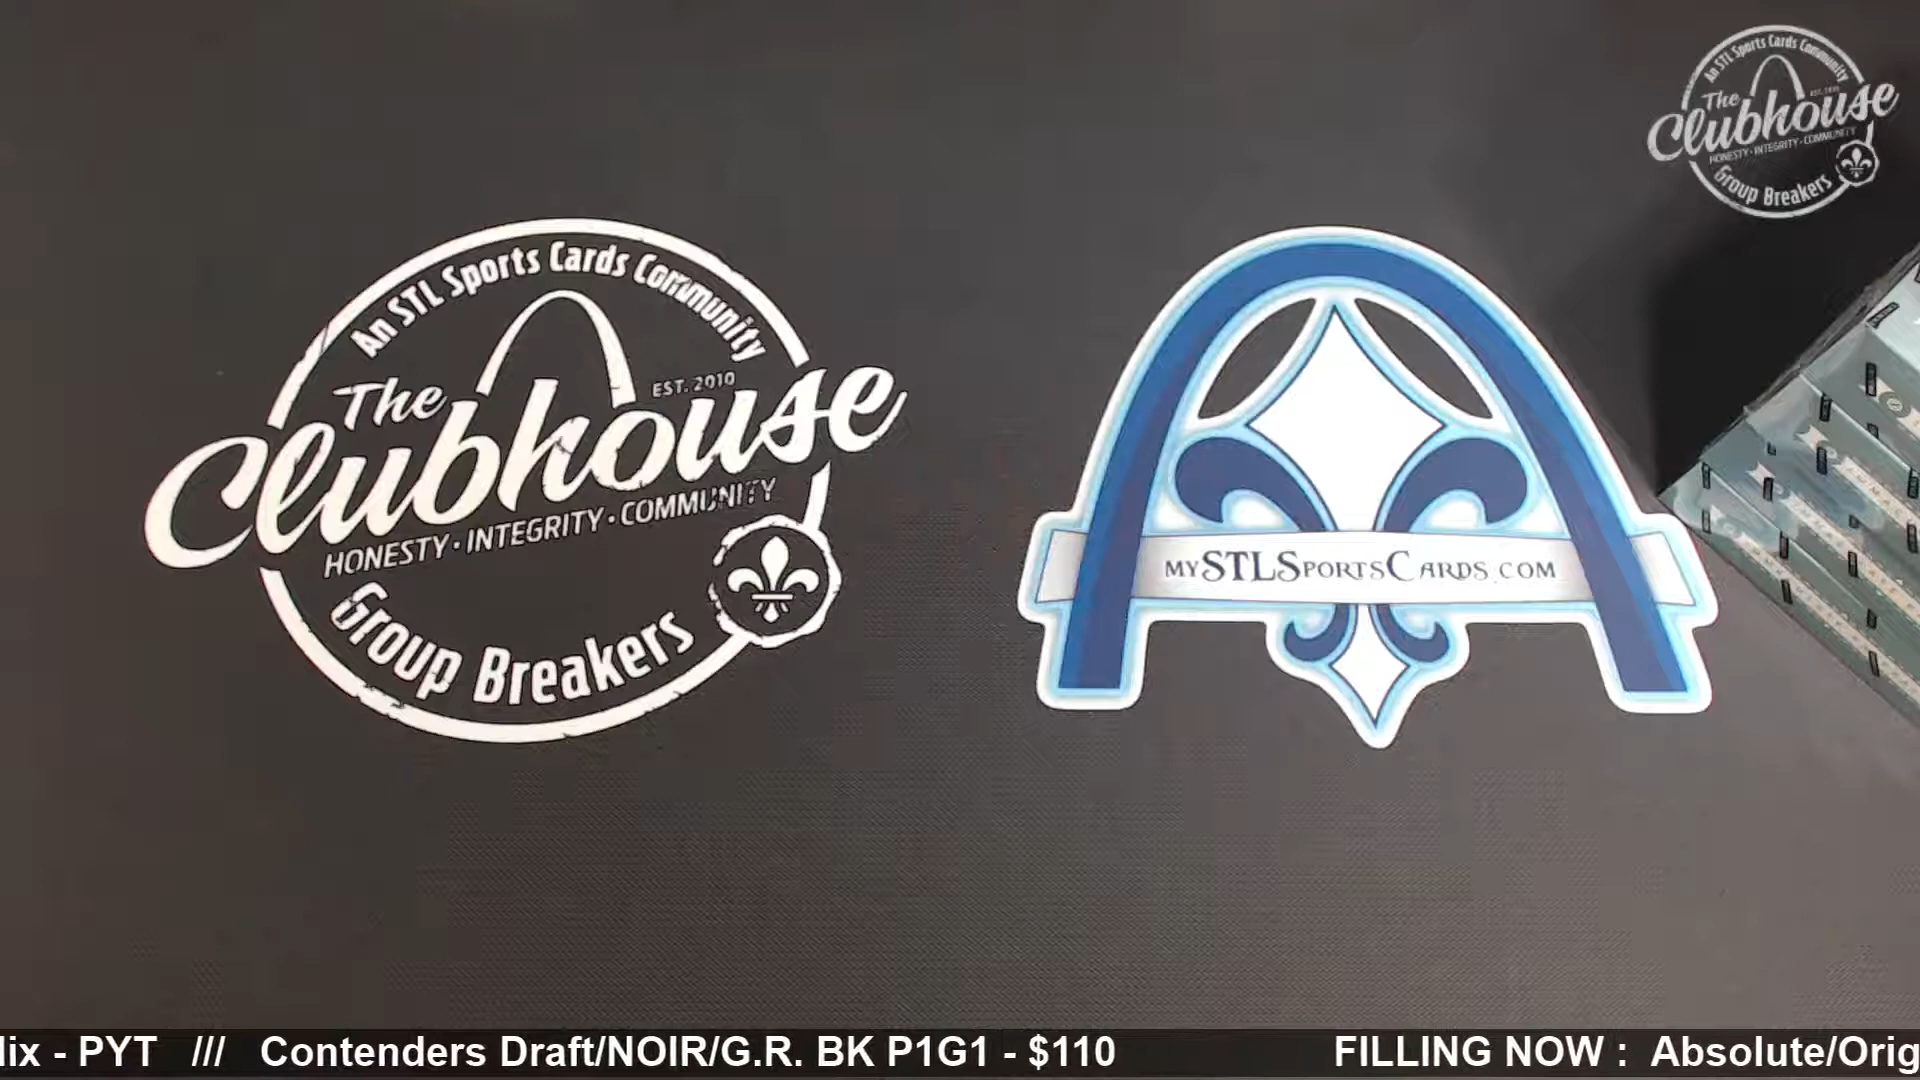 An STL Sports Cards Community
The
EST. 2010
Clubhouse
HONESTY · INTEGRITY · COMMUNITY
Group Breakers
mySTLSportsCards.com
An STL Sports Cards Community
The
Clubhouse
HONESTY · INTEGRITY · COMMUNITY
Group Breakers
lix - PYT /// Contenders Draft/NOIR/G.R. BK P1G1 - $110 FILLING NOW : Absolute/Orig